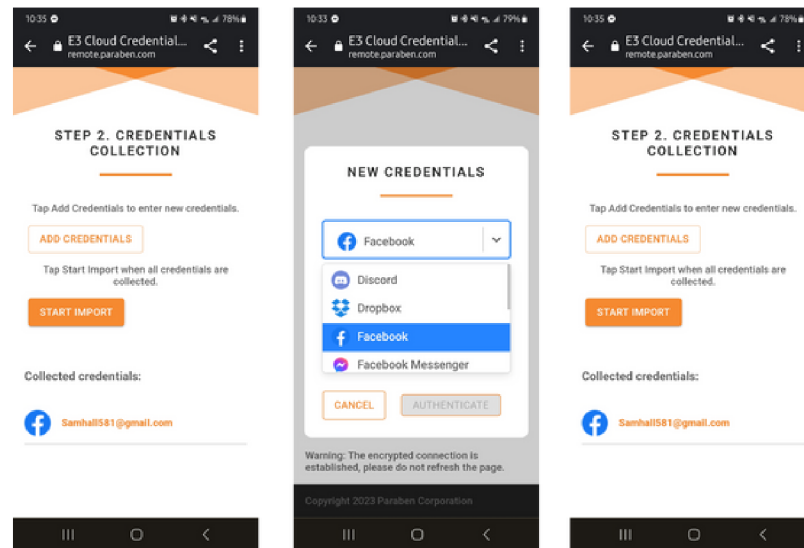 10:35
78%
E3 Cloud Credential...
remote.paraben.com
STEP 2. CREDENTIALS
COLLECTION
Tap Add Credentials to enter new credentials.
ADD CREDENTIALS
Tap Start Import when all credentials are
collected.
START IMPORT
Collected credentials:
Samhall581@gmail.com
10:33
79%
E3 Cloud Credential...
remote.paraben.com
NEW CREDENTIALS
Facebook
Discord
Dropbox
Facebook
Facebook Messenger
CANCEL
AUTHENTICATE
Warning: The encrypted connection is
established, please do not refresh the page.
Copyright 2023 Paraben Corporation
10:35
78%
E3 Cloud Credential...
remote.paraben.com
STEP 2. CREDENTIALS
COLLECTION
Tap Add Credentials to enter new credentials.
ADD CREDENTIALS
Tap Start Import when all credentials are
collected.
START IMPORT
Collected credentials:
Samhall581@gmail.com